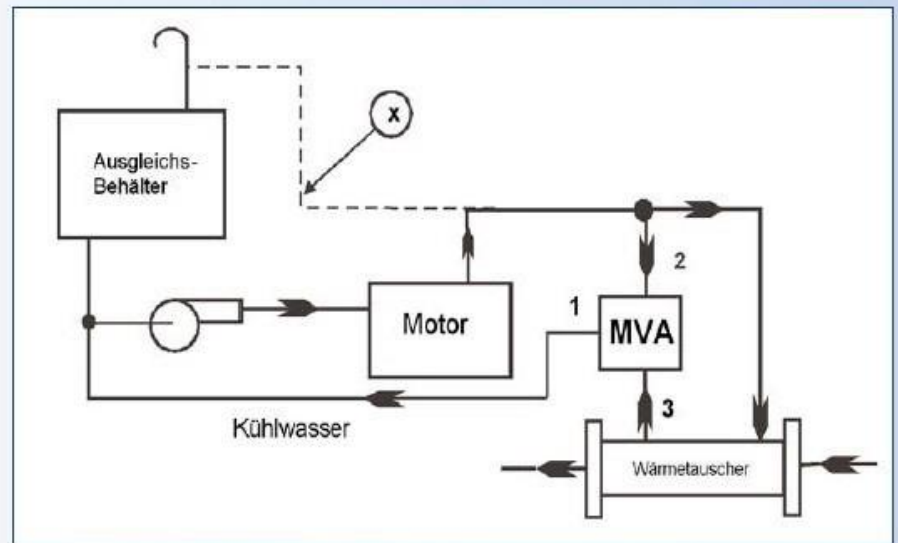 x
Ausgleichs-
Behälter
2
1
Motor
MVA
3
Kühlwasser
Wärmetauscher